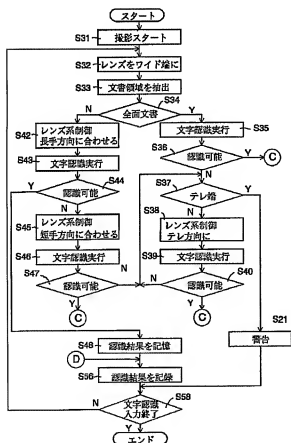 スタート
S31
撮影スタート
S32
レンズをワイド端に
S33
文書領域を抽出
S34
N
全面文書
Y
S42
レンズ系制御
長手方向に合わせる
S35
文字認識実行
S43
文字認識実行
S36
認識可能
Y
C
N
S44
Y
認識可能
N
S37
テレ端
Y
N
S45
レンズ系制御
短手方向に合わせる
S38
レンズ系制御
テレ方向に
S46
文字認識実行
S39
文字認識実行
S47
認識可能
N
Y
C
S40
認識可能
N
Y
C
S21
警告
S48
認識結果を記憶
D
S56
認識結果を記録
S58
N
文字認識
入力終了
Y
エンド